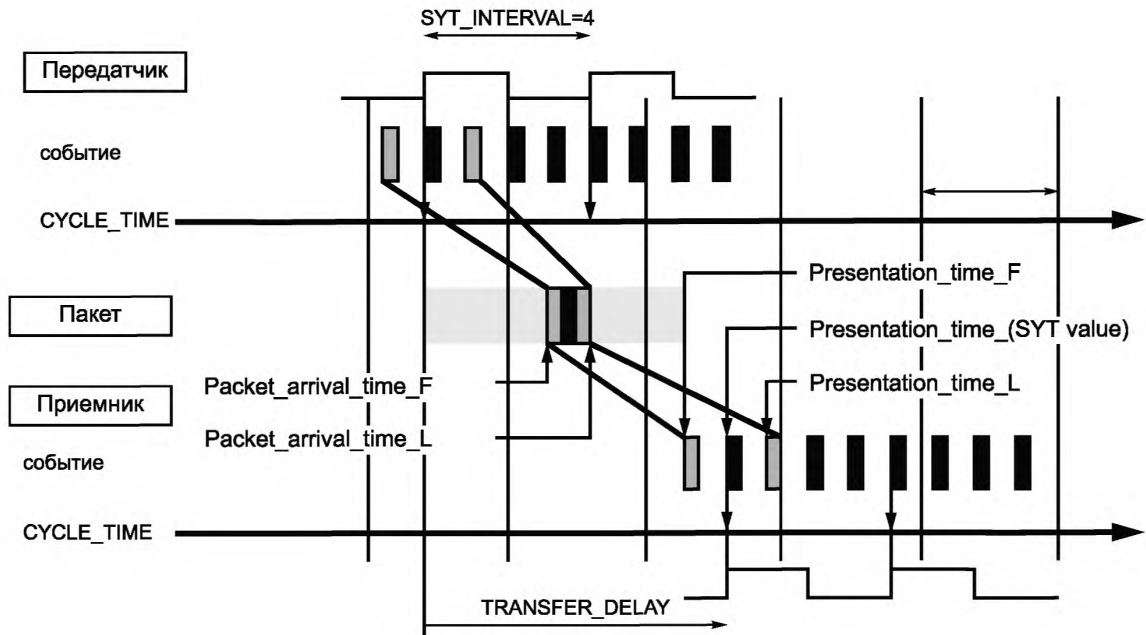 SYT_INTERVAL=4
Передатчик
событие
CYCLE_TIME
Presentation_time_F
Пакет
Presentation_time_(SYT value)
Packet_arrival_time_F
Presentation_time_L
Приемник
Packet_arrival_time_L
событие
CYCLE_TIME
TRANSFER_DELAY